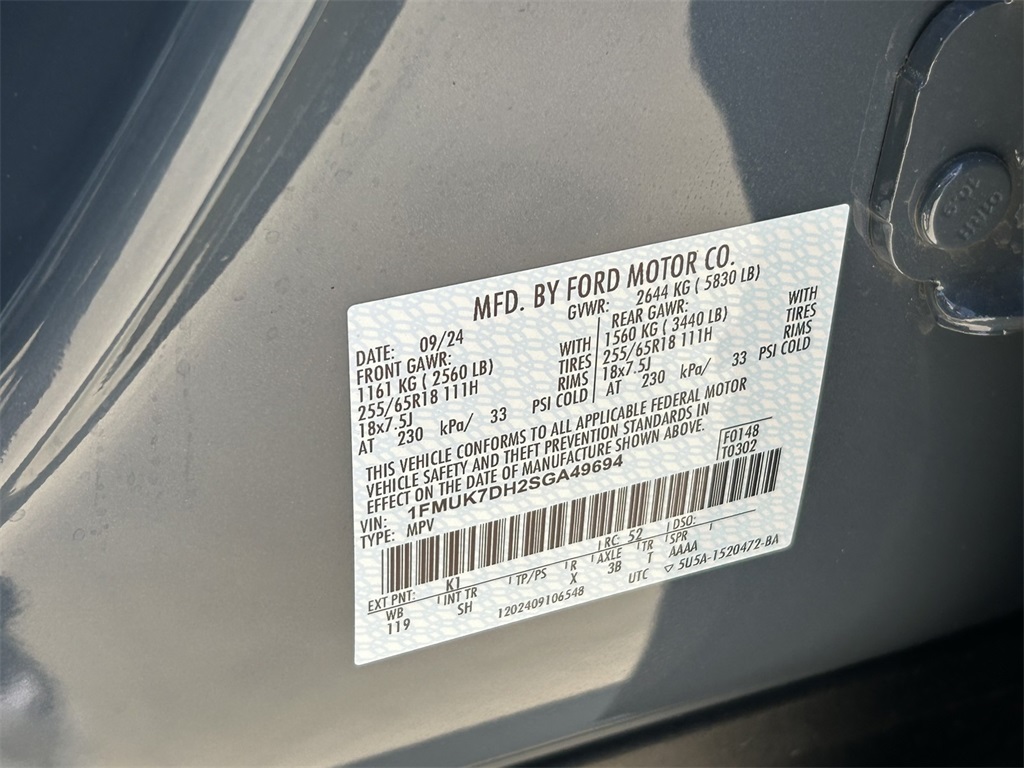 MFD. BY FORD MOTOR CO.
DATE: 09/24 GVWR: 2644 KG ( 5830 LB)
FRONT GAWR: REAR GAWR:
1161 KG ( 2560 LB) WITH 1560 KG ( 3440 LB) WITH
255/65R18 111H TIRES 255/65R18 111H TIRES
18x7.5J RIMS 18x7.5J RIMS
AT 230 kPa/ 33 PSI COLD AT 230 kPa/ 33 PSI COLD
THIS VEHICLE CONFORMS TO ALL APPLICABLE FEDERAL MOTOR
VEHICLE SAFETY AND THEFT PREVENTION STANDARDS IN
EFFECT ON THE DATE OF MANUFACTURE SHOWN ABOVE.
F0148
T0302
VIN: 1FMUK7DH2SGA49694
TYPE: MPV
EXT PNT: K1 RC: 52 DSO:
WB INT TR TP/PS R AXLE TR SPR
119 SH X 3B T AAAA
1202409106548 UTC ▽ 5U5A-1520472-BA